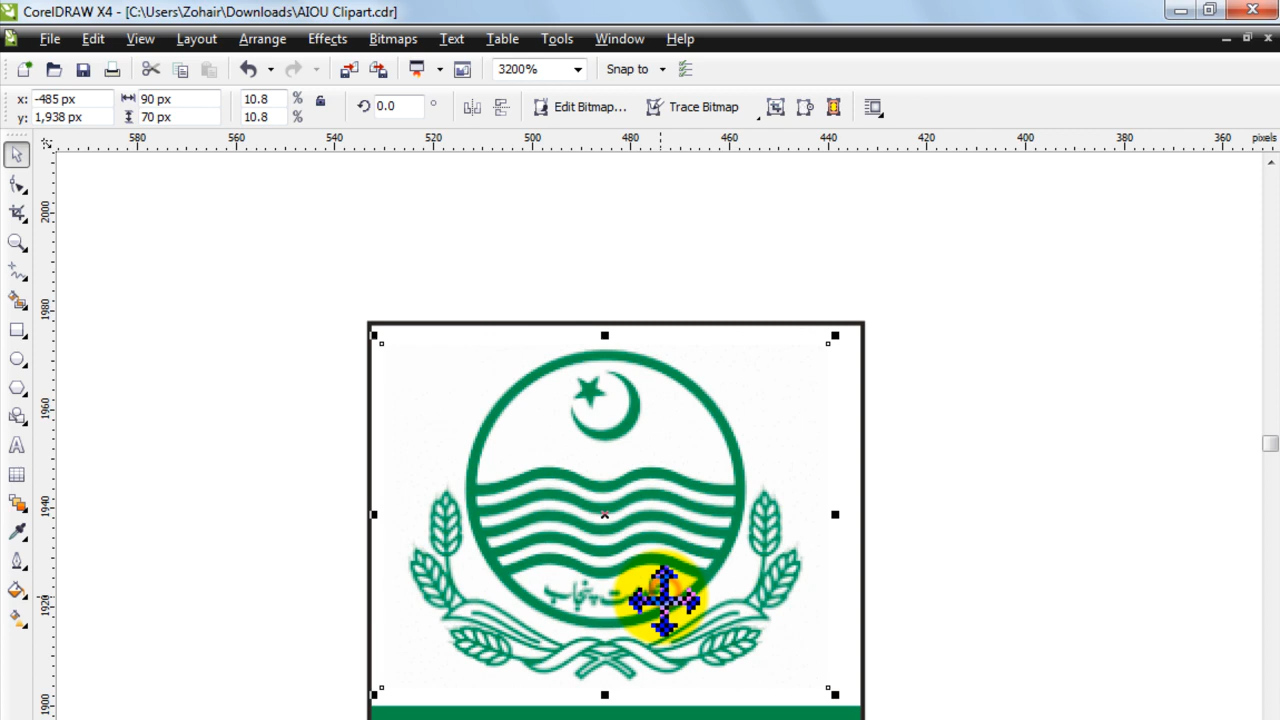 CorelDRAW X4 - [C:\Users\Zohair\Downloads\AIOU Clipart.cdr]
File Edit View Layout Arrange Effects Bitmaps Text Table Tools Window Help
3200% Snap to
x: -485 px 90 px 10.8 % 0.0 ° Edit Bitmap... Trace Bitmap
y: 1,938 px 70 px 10.8 %
580 560 540 520 500 480 460 440 420 400 380 360 pixels
2000
1980
1960
1940
1920
1900
پنجاب